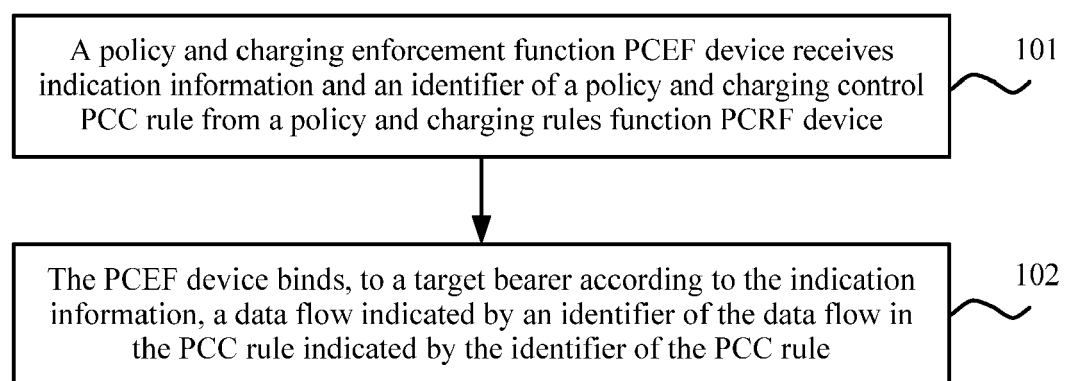 A policy and charging enforcement function PCEF device receives
indication information and an identifier of a policy and charging control
PCC rule from a policy and charging rules function PCRF device
101
The PCEF device binds, to a target bearer according to the indication
information, a data flow indicated by an identifier of the data flow in
the PCC rule indicated by the identifier of the PCC rule
102